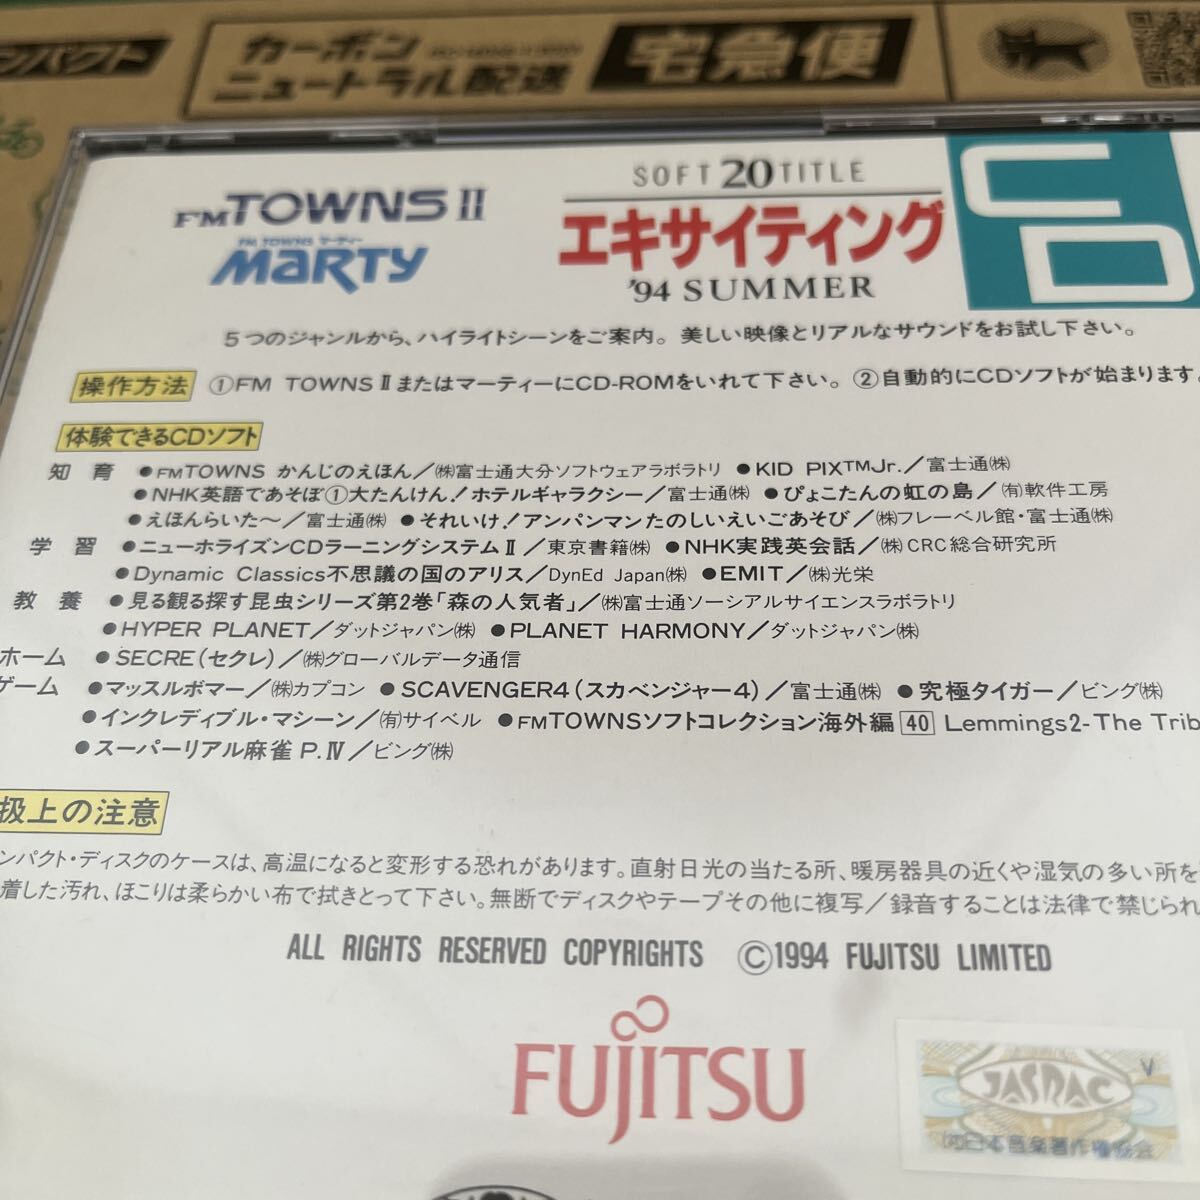 ンパクト
カーボン
ニュートラル配送
宅急便
FM TOWNS II
FM TOWNS マーティー
MARTY
SOFT 20 TITLE
エキサイティング
'94 SUMMER
CD
5つのジャンルから、ハイライトシーンをご案内。美しい映像とリアルなサウンドをお試し下さい。
操作方法 ①FM TOWNS IIまたはマーティーにCD-ROMをいれて下さい。②自動的にCDソフトが始まります。
体験できるCDソフト
知育 ●FM TOWNS かんじのえほん/㈱富士通大分ソフトウェアラボラトリ ●KID PIX™Jr./富士通㈱
●NHK英語であそぼ①大たんけん!ホテルギャラクシー/富士通㈱ ●ぴょこたんの虹の島/㈲軟件工房
●えほんらいた〜/富士通㈱ ●それいけ!アンパンマンたのしいえいごあそび/㈱フレーベル館・富士通㈱
学習 ●ニューホライズンCDラーニングシステムII/東京書籍㈱ ●NHK実践英会話/㈱CRC総合研究所
●Dynamic Classics不思議の国のアリス/DynEd Japan㈱ ●EMIT/㈱光栄
教養 ●見る観る探す昆虫シリーズ第2巻「森の人気者」/㈱富士通ソーシアルサイエンスラボラトリ
●HYPER PLANET/ダットジャパン㈱ ●PLANET HARMONY/ダットジャパン㈱
ホーム ●SECRE(セクレ)/㈱グローバルデータ通信
ゲーム ●マッスルボマー/㈱カプコン ●SCAVENGER4(スカベンジャー4)/富士通㈱ ●究極タイガー/ビング㈱
●インクレディブル・マシーン/㈲サイベル ●FM TOWNSソフトコレクション海外編 40 Lemmings2-The Trib
●スーパーリアル麻雀 P.IV/ビング㈱
扱上の注意
ンパクト・ディスクのケースは、高温になると変形する恐れがあります。直射日光の当たる所、暖房器具の近くや湿気の多い所を
着した汚れ、ほこりは柔らかい布で拭きとって下さい。無断でディスクやテープその他に複写/録音することは法律で禁じられ
ALL RIGHTS RESERVED COPYRIGHTS ©1994 FUJITSU LIMITED
FUJITSU
JASRAC
V